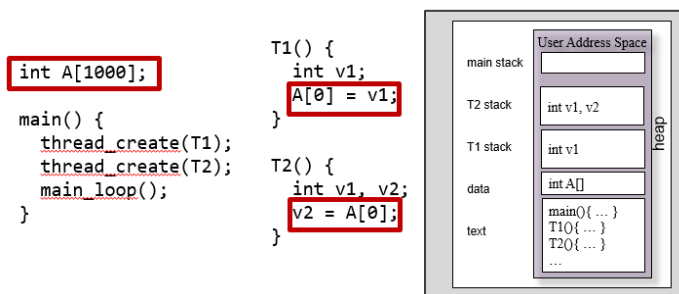 int A[1000];
main() {
thread_create(T1);
thread_create(T2);
main_loop();
}
T1() {
int v1;
A[0] = v1;
}
T2() {
int v1, v2;
v2 = A[0];
}
User Address Space
main stack
T2 stack
int v1, v2
T1 stack
int v1
data
int A[]
text
main(){ ... }
T1(){ ... }
T2(){ ... }
...
heap